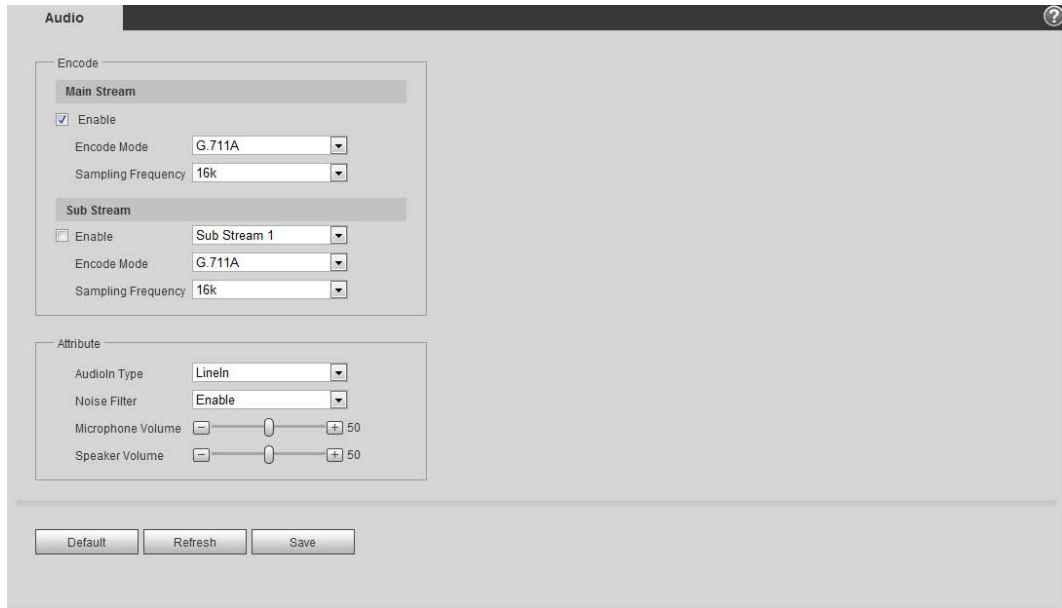 Audio
?
Encode
Main Stream
Enable
Encode Mode G.711A
Sampling Frequency 16k
Sub Stream
Enable Sub Stream 1
Encode Mode G.711A
Sampling Frequency 16k
Attribute
AudioIn Type LineIn
Noise Filter Enable
Microphone Volume - + 50
Speaker Volume - + 50
Default Refresh Save